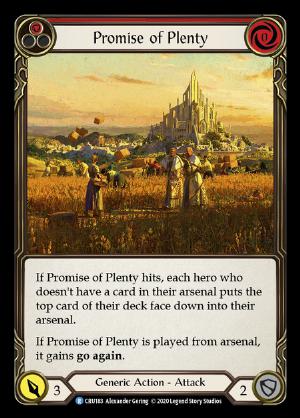 Promise of Plenty
0
If Promise of Plenty hits, each hero who
doesn't have a card in their arsenal puts the
top card of their deck face down into their
arsenal.
If Promise of Plenty is played from arsenal,
it gains go again.
3
CRU183 Alexander Gering © 2020 Legend Story Studios
Generic Action - Attack
2